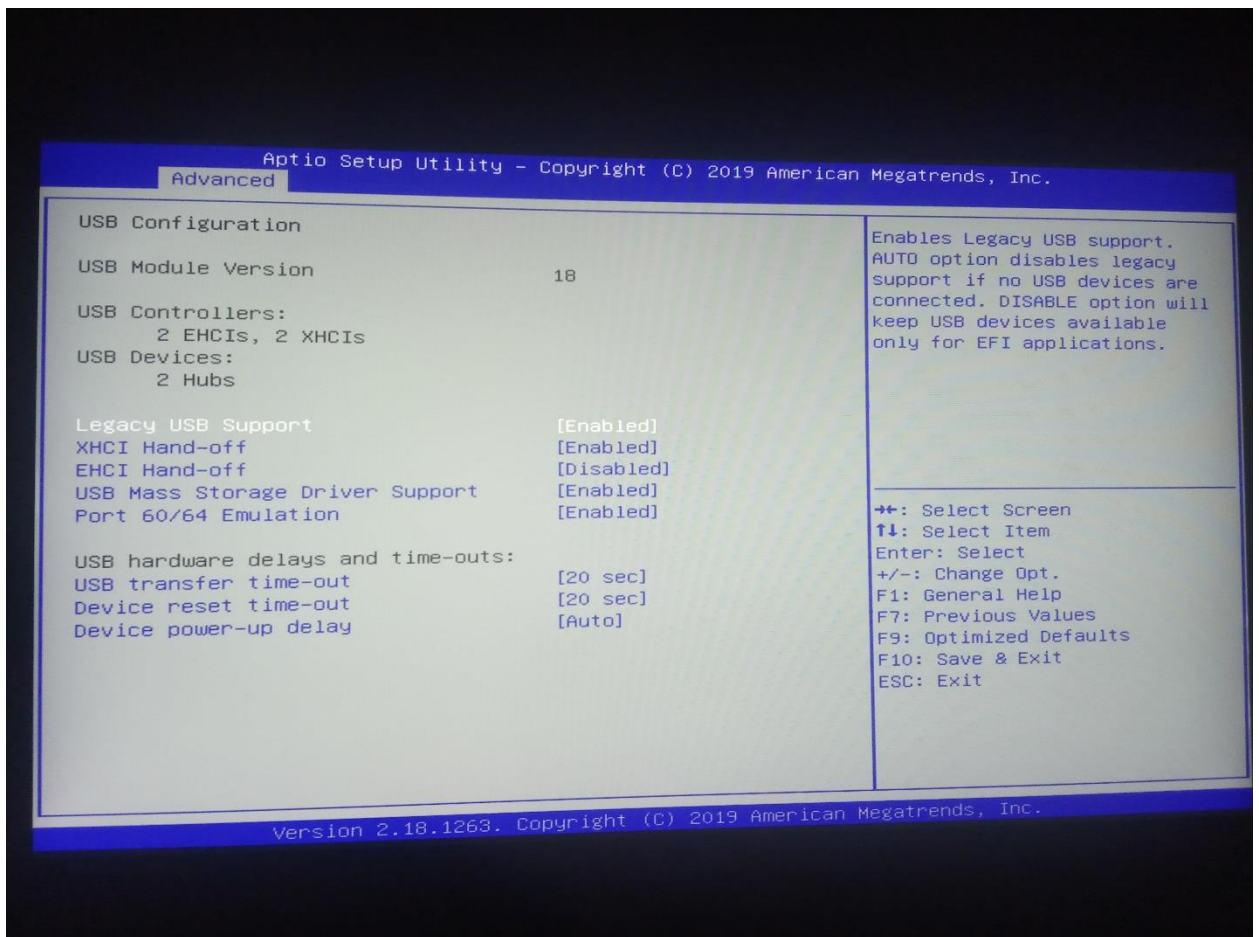 Aptio Setup Utility – Copyright (C) 2019 American Megatrends, Inc.
Advanced
USB Configuration
USB Module Version 18
USB Controllers:
2 EHCIs, 2 XHCIs
USB Devices:
2 Hubs
Legacy USB Support [Enabled]
XHCI Hand-off [Enabled]
EHCI Hand-off [Disabled]
USB Mass Storage Driver Support [Enabled]
Port 60/64 Emulation [Enabled]
USB hardware delays and time-outs:
USB transfer time-out [20 sec]
Device reset time-out [20 sec]
Device power-up delay [Auto]
Enables Legacy USB support.
AUTO option disables legacy
support if no USB devices are
connected. DISABLE option will
keep USB devices available
only for EFI applications.
→←: Select Screen
↑↓: Select Item
Enter: Select
+/-: Change Opt.
F1: General Help
F7: Previous Values
F9: Optimized Defaults
F10: Save & Exit
ESC: Exit
Version 2.18.1263. Copyright (C) 2019 American Megatrends, Inc.